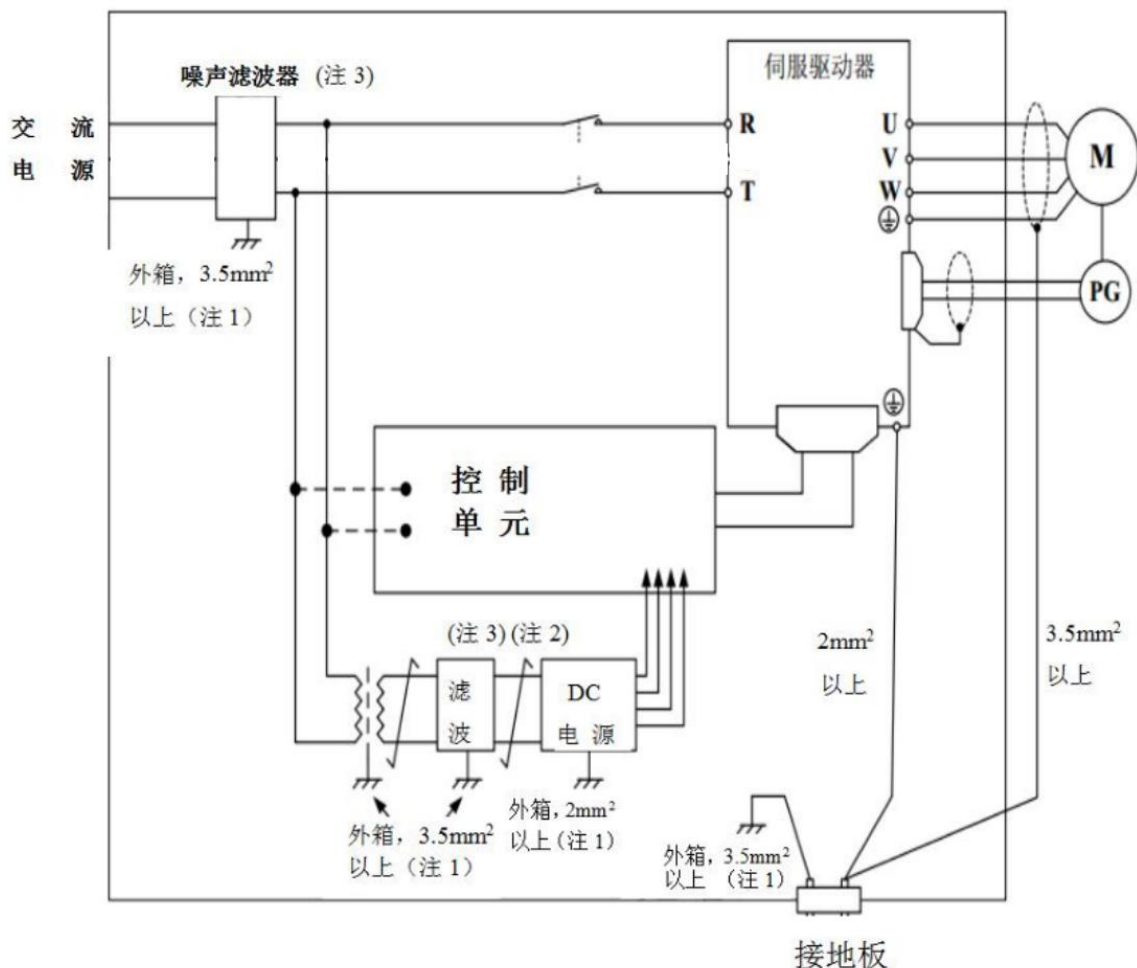 噪声滤波器 (注 3)
交 流
电 源
外箱，3.5mm²
以上（注 1）
伺服驱动器
R
T
U
V
W
M
PG
控 制
单 元
(注 3) (注 2)
滤
波
DC
电 源
外箱，3.5mm²
以上（注 1）
外箱，2mm²
以上（注 1）
2mm²
以上
3.5mm²
以上
外箱，3.5mm²
以上 （注 1）
接地板